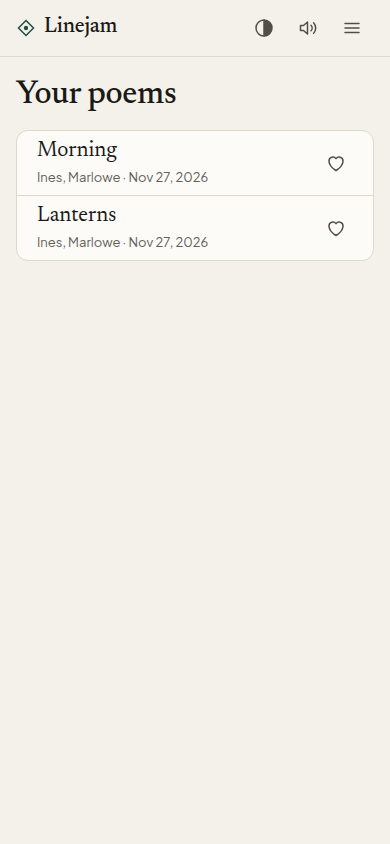 Linejam
Your poems
Morning
Ines, Marlowe · Nov 27, 2026
Lanterns
Ines, Marlowe · Nov 27, 2026